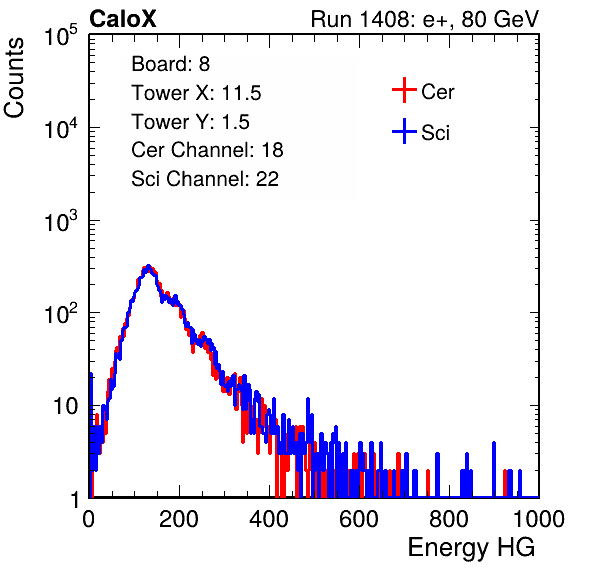 CaloX Run 1408: e+, 80 GeV
Counts
10^5
10^4
10^3
10^2
10
1
Board: 8
Tower X: 11.5
Tower Y: 1.5
Cer Channel: 18
Sci Channel: 22
Cer
Sci
0 200 400 600 800 1000
Energy HG